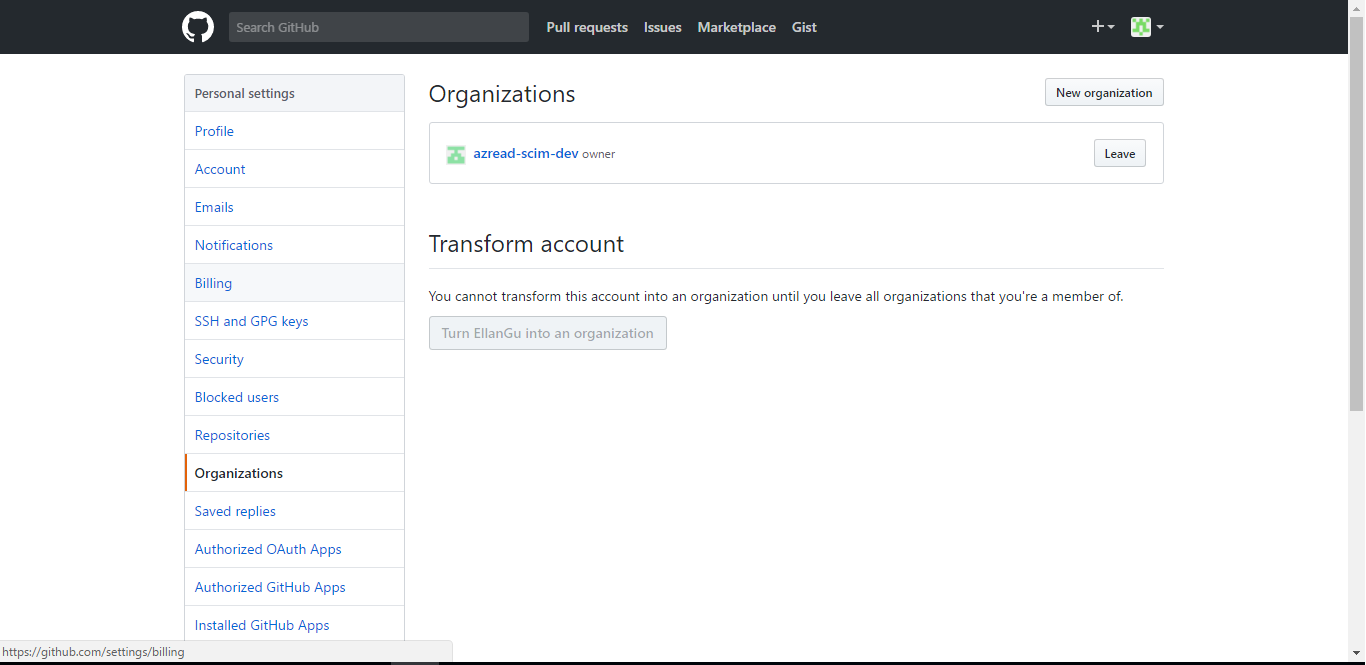 Search GitHub Pull requests Issues Marketplace Gist
Personal settings
Profile
Account
Emails
Notifications
Billing
SSH and GPG keys
Security
Blocked users
Repositories
Organizations
Saved replies
Authorized OAuth Apps
Authorized GitHub Apps
Installed GitHub Apps
Organizations
New organization
azread-scim-dev owner
Leave
Transform account
You cannot transform this account into an organization until you leave all organizations that you're a member of.
Turn EllanGu into an organization
https://github.com/settings/billing